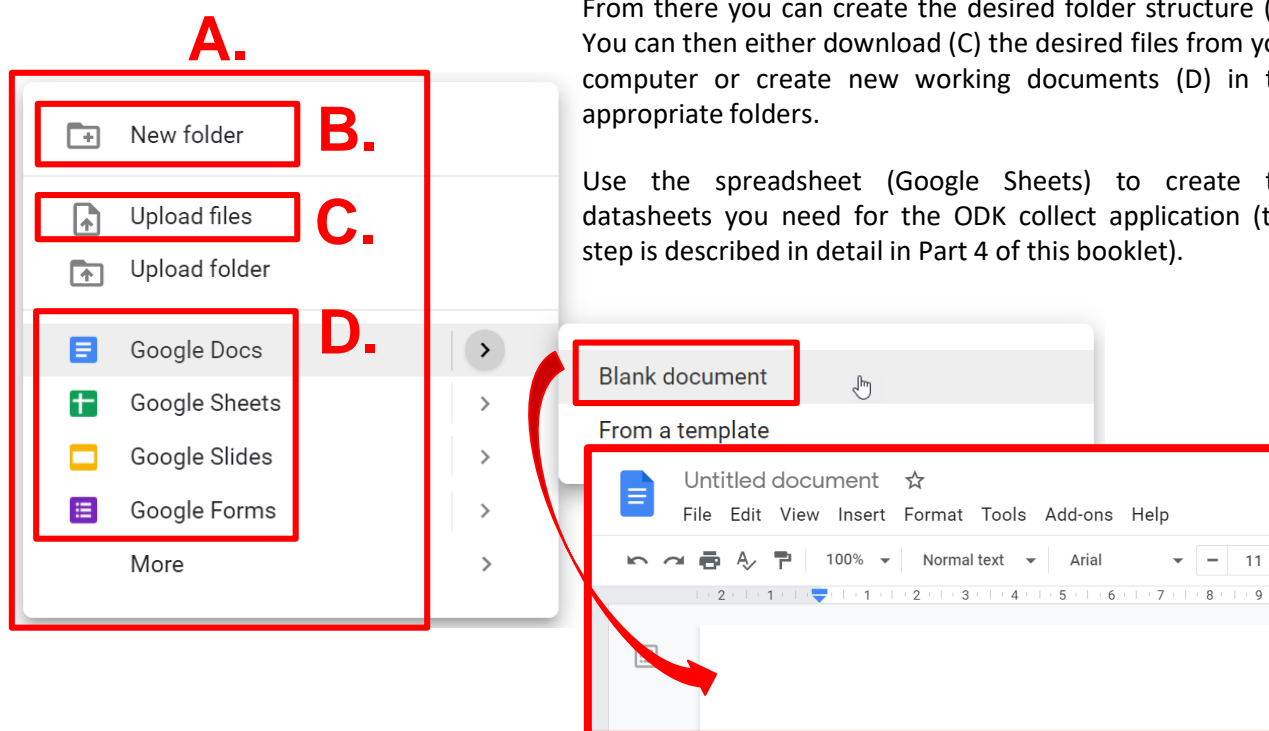 A.
New folder
B.
Upload files
C.
Upload folder
D.
Google Docs
Google Sheets
Google Slides
Google Forms
More
From there you can create the desired folder structure (
You can then either download (C) the desired files from
computer or create new working documents (D) in
appropriate folders.
Use the spreadsheet (Google Sheets) to create
datasheets you need for the ODK collect application
step is described in detail in Part 4 of this booklet).
Blank document
From a template
Untitled document
File Edit View Insert Format Tools Add-ons Help
100% Normal text Arial 11
2 1 1 2 3 4 5 6 7 8 9